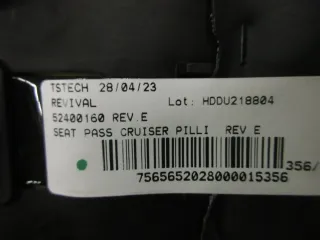 TSTECH 28/04/23
REVIVAL Lot: HDDU218804
52400160 REV.E
SEAT PASS CRUISER PILLI REV E
356/
7565652028000015356